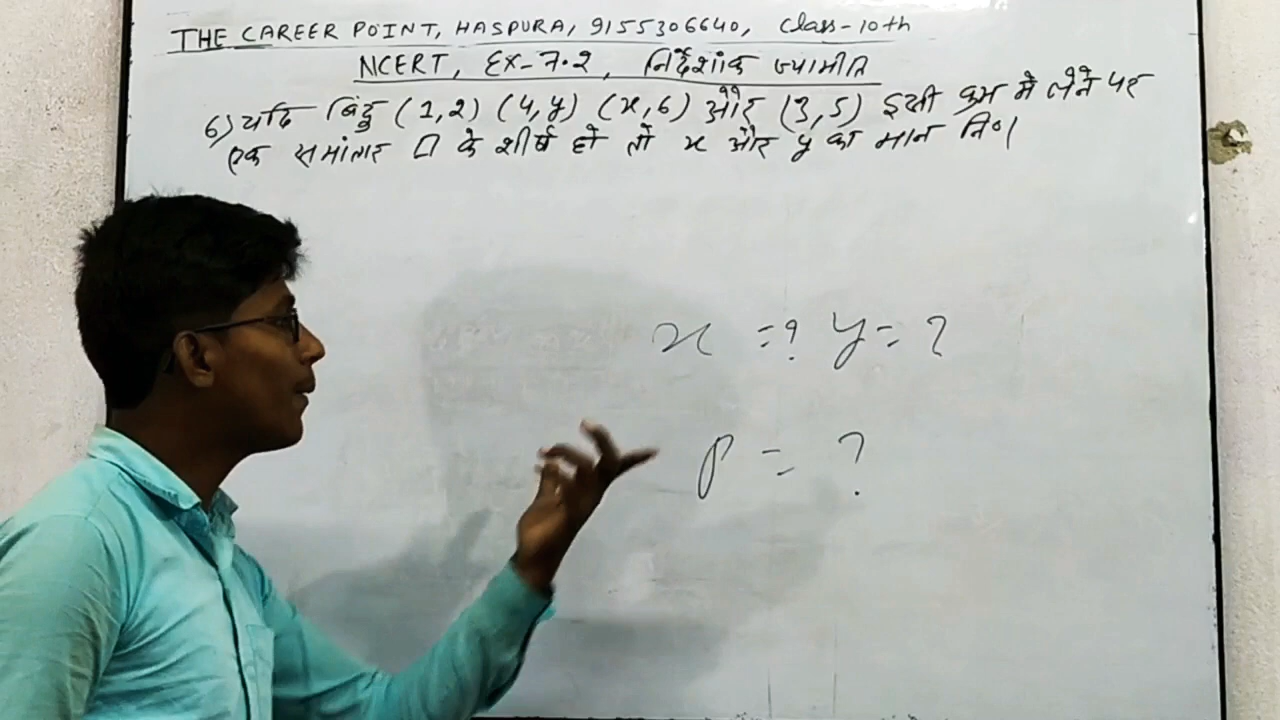 THE CAREER POINT, HASPURA, 9155306640, Class-10th
NCERT, EX-7.2, निर्देशांक ज्यामीति
6) यदि बिंदु (1,2) (4,y) (x,6) और (3,5) इसी क्रम में लेने पर
एक समांतर □ के शीर्ष हो तो x और y का मान नि०।
x =? y = ?
P = ?